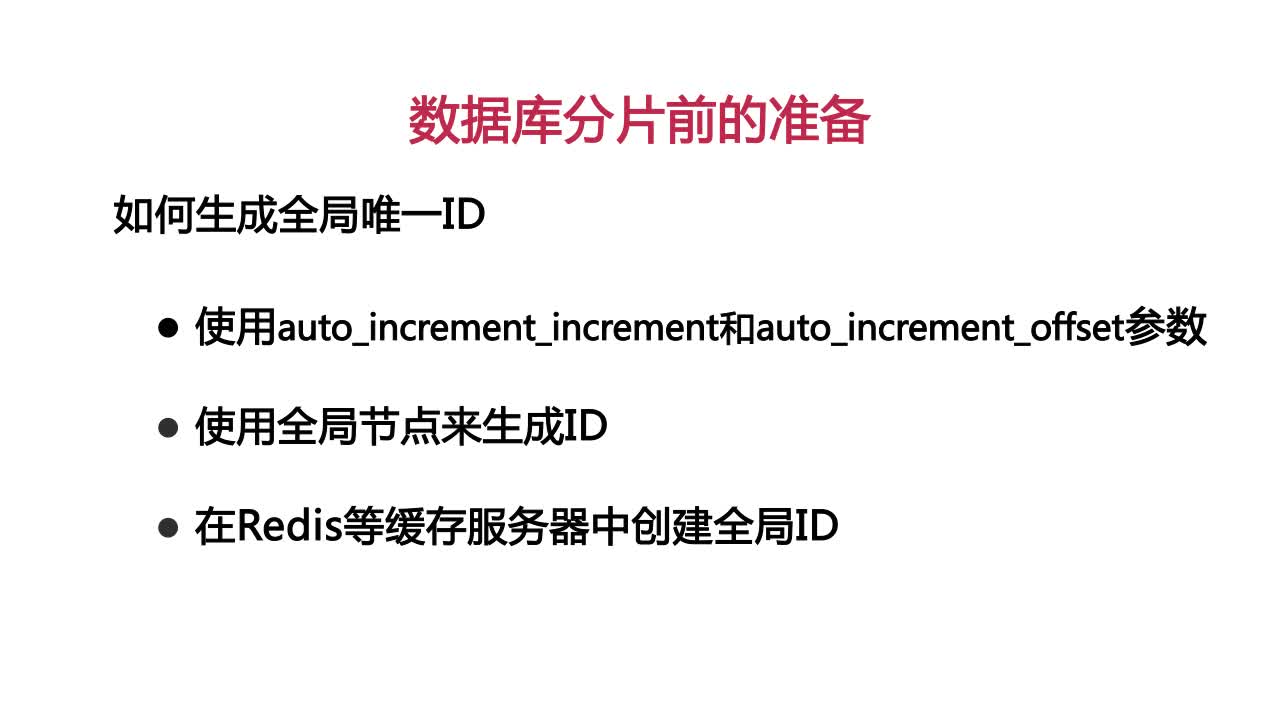 数据库分片前的准备
如何生成全局唯一ID
● 使用auto_increment_increment和auto_increment_offset参数
● 使用全局节点来生成ID
● 在Redis等缓存服务器中创建全局ID